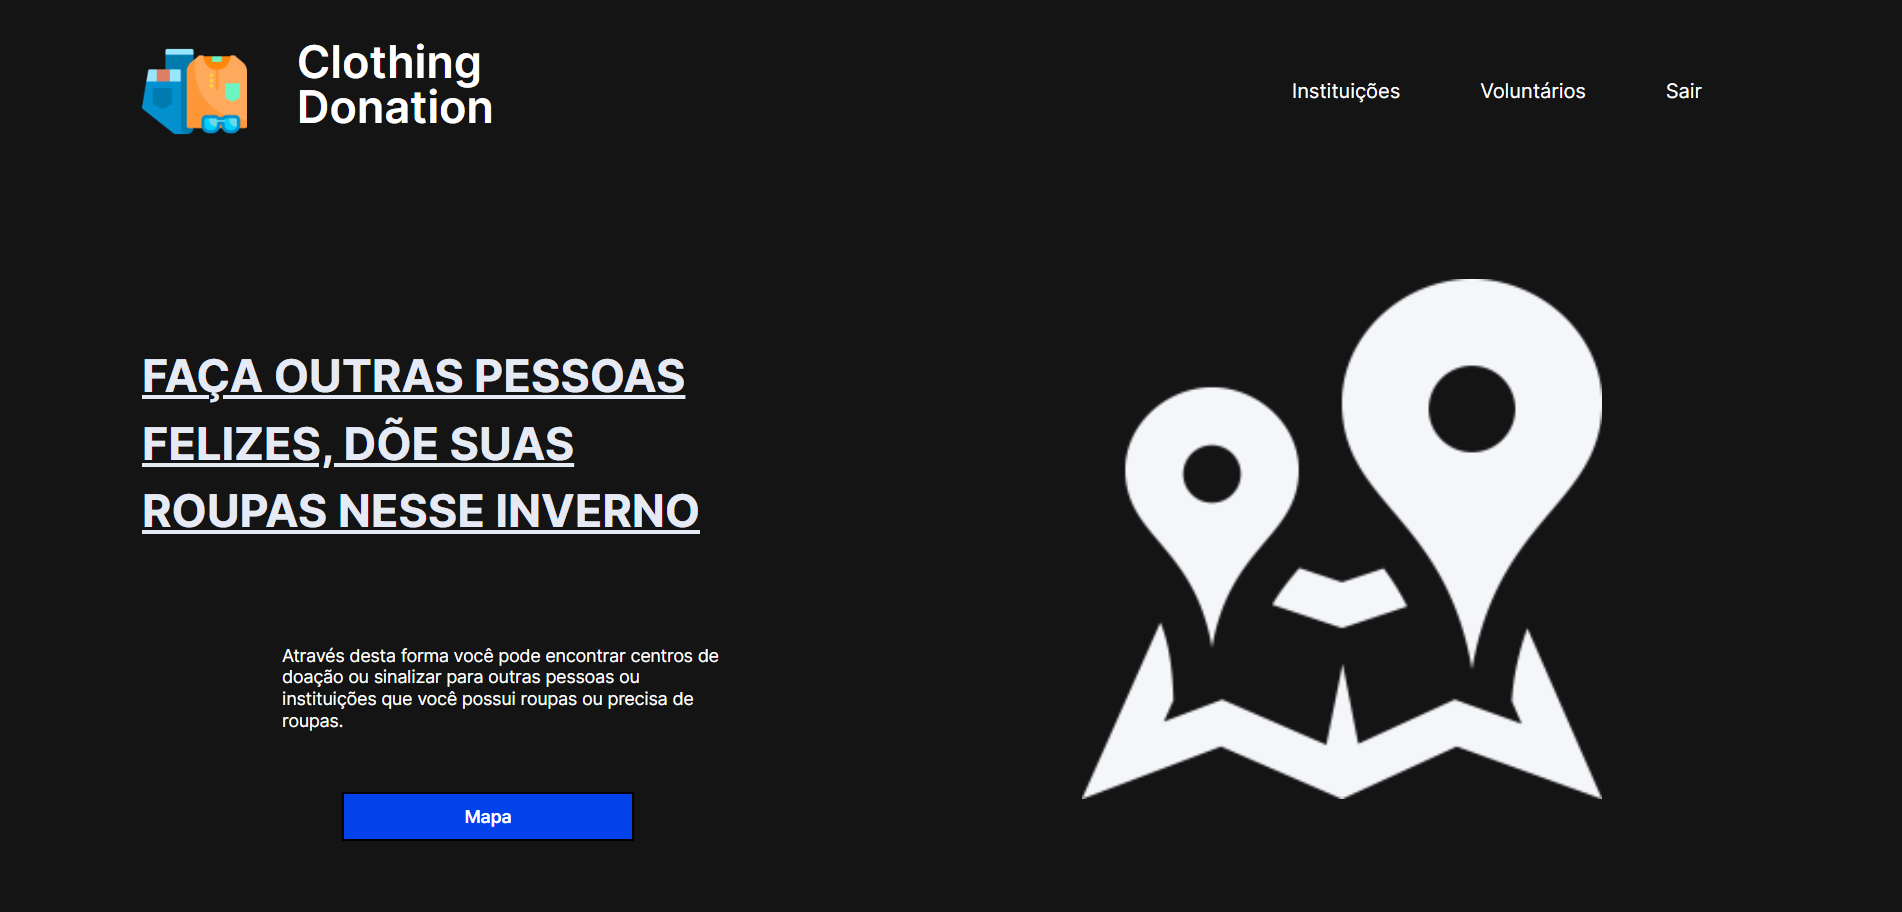 Clothing
Donation
Instituições
Voluntários
Sair
FAÇA OUTRAS PESSOAS
FELIZES, DÕE SUAS
ROUPAS NESSE INVERNO
Através desta forma você pode encontrar centros de
doação ou sinalizar para outras pessoas ou
instituições que você possui roupas ou precisa de
roupas.
Mapa